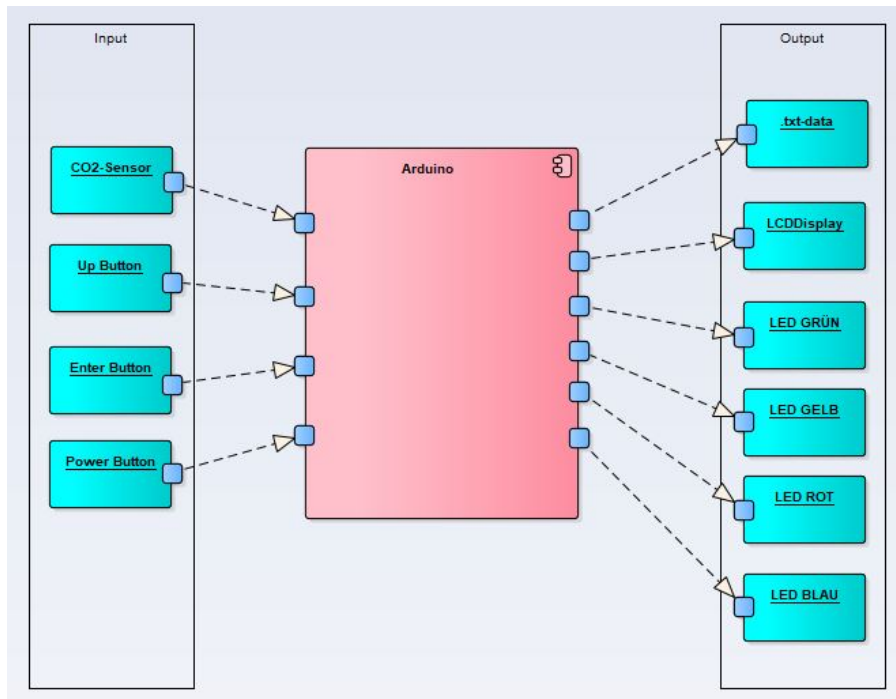 Input
CO2-Sensor
Up Button
Enter Button
Power Button
Arduino
Output
.txt-data
LCDDisplay
LED GRÜN
LED GELB
LED ROT
LED BLAU